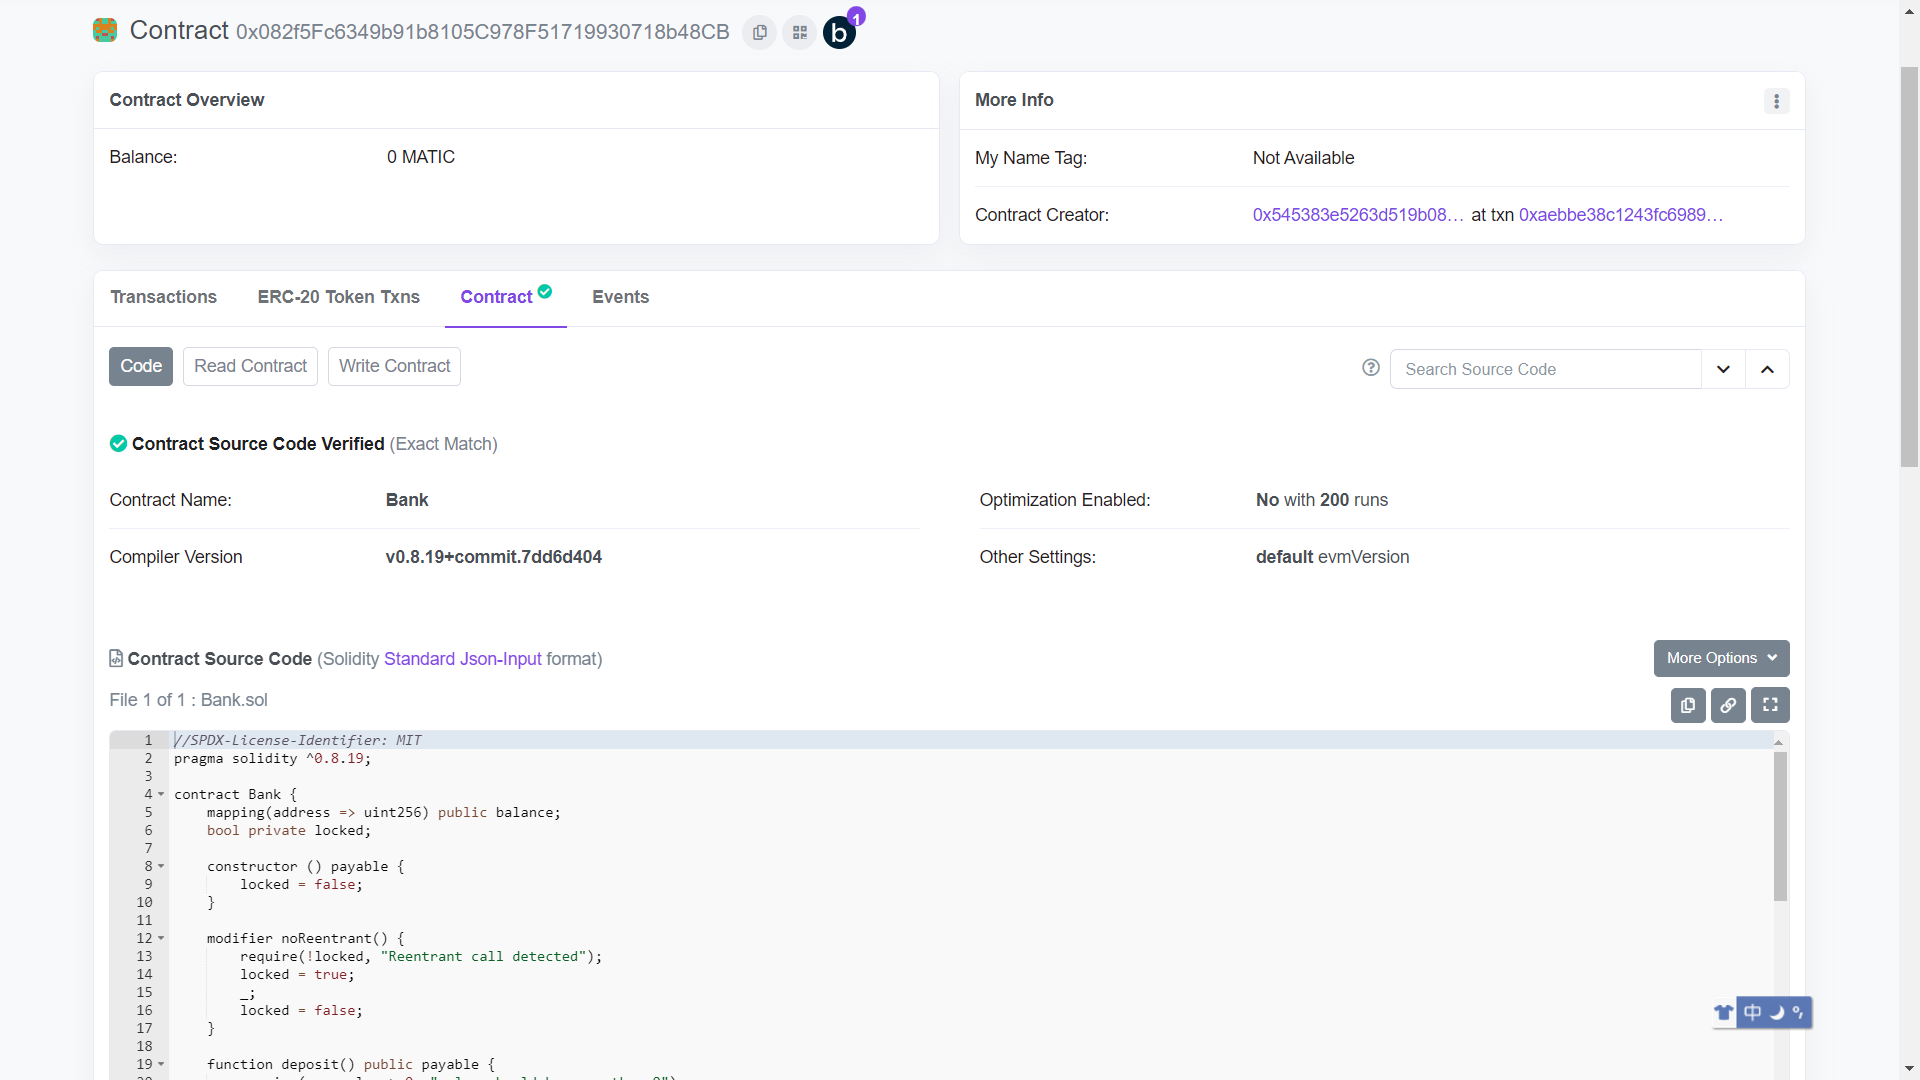 Contract 0x082f5Fc6349b91b8105C978F51719930718b48CB
b 1
Contract Overview
Balance: 0 MATIC
More Info
My Name Tag: Not Available
Contract Creator: 0x545383e5263d519b08... at txn 0xaebbe38c1243fc6989...
Transactions ERC-20 Token Txns Contract Events
Code Read Contract Write Contract
? Search Source Code
Contract Source Code Verified (Exact Match)
Contract Name: Bank
Optimization Enabled: No with 200 runs
Compiler Version v0.8.19+commit.7dd6d404
Other Settings: default evmVersion
Contract Source Code (Solidity Standard Json-Input format)
More Options
File 1 of 1 : Bank.sol
1 //SPDX-License-Identifier: MIT
2 pragma solidity ^0.8.19;
3
4 contract Bank {
5 mapping(address => uint256) public balance;
6 bool private locked;
7
8 constructor () payable {
9 locked = false;
10 }
11
12 modifier noReentrant() {
13 require(!locked, "Reentrant call detected");
14 locked = true;
15 _;
16 locked = false;
17 }
18
19 function deposit() public payable {
中